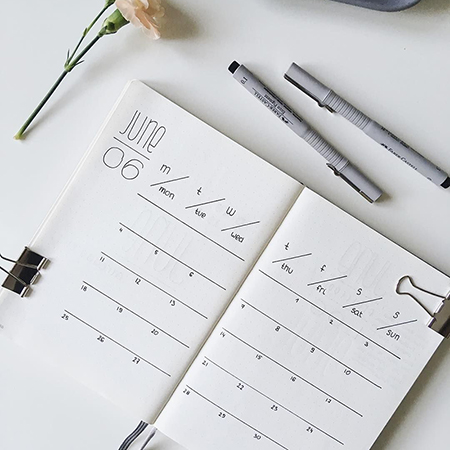 June
06
m t w
mon tue wed
4 5 6
11 12 13
18 19 20
25 26 27
t f s s
thu fri sat sun
1 2 3
7 8 9 10
14 15 16 17
21 22 23 24
28 29 30
FABER-CASTELL
FABER-CASTELL